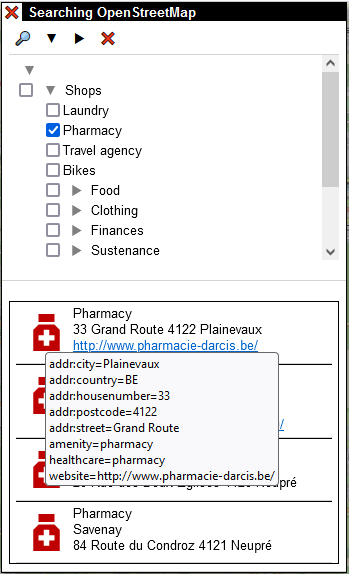 Searching OpenStreetMap
Shops
Laundry
Pharmacy
Travel agency
Bikes
Food
Clothing
Finances
Sustenance
Pharmacy
33 Grand Route 4122 Plainevaux
http://www.pharmacie-darcis.be/
addr:city=Plainevaux
addr:country=BE
addr:housenumber=33
addr:postcode=4122
addr:street=Grand Route
amenity=pharmacy
healthcare=pharmacy
website=http://www.pharmacie-darcis.be/
Neupré
Pharmacy
Savenay
84 Route du Condroz 4121 Neupré